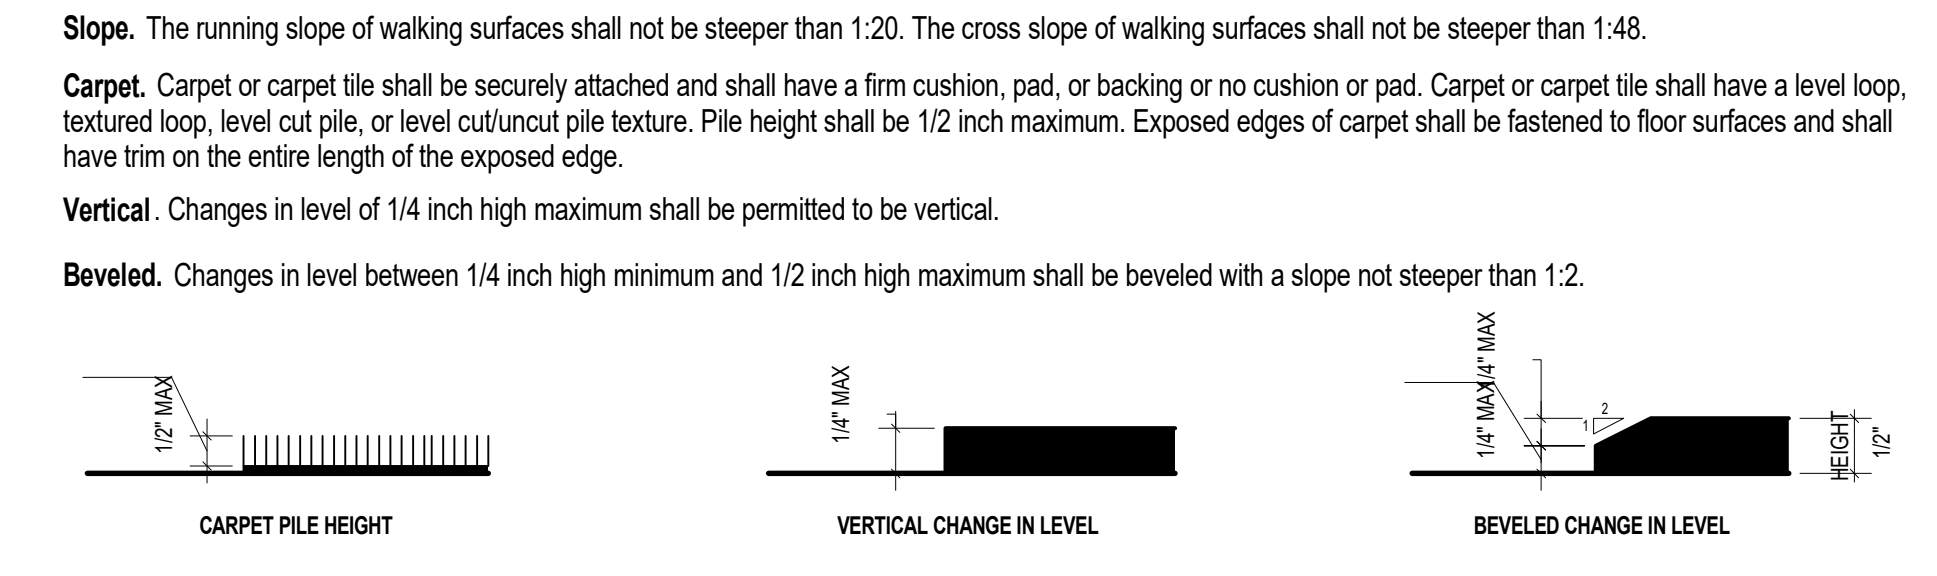 Slope. The running slope of walking surfaces shall not be steeper than 1:20. The cross slope of walking surfaces shall not be steeper than 1:48.
Carpet. Carpet or carpet tile shall be securely attached and shall have a firm cushion, pad, or backing or no cushion or pad. Carpet or carpet tile shall have a level loop,
textured loop, level cut pile, or level cut/uncut pile texture. Pile height shall be 1/2 inch maximum. Exposed edges of carpet shall be fastened to floor surfaces and shall
have trim on the entire length of the exposed edge.
Vertical . Changes in level of 1/4 inch high maximum shall be permitted to be vertical.
Beveled. Changes in level between 1/4 inch high minimum and 1/2 inch high maximum shall be beveled with a slope not steeper than 1:2.
1/2" MAX
1/4" MAX
1/4" MAX
1/4" MAX
2
1
HEIGHT
1/2"
CARPET PILE HEIGHT
VERTICAL CHANGE IN LEVEL
BEVELED CHANGE IN LEVEL